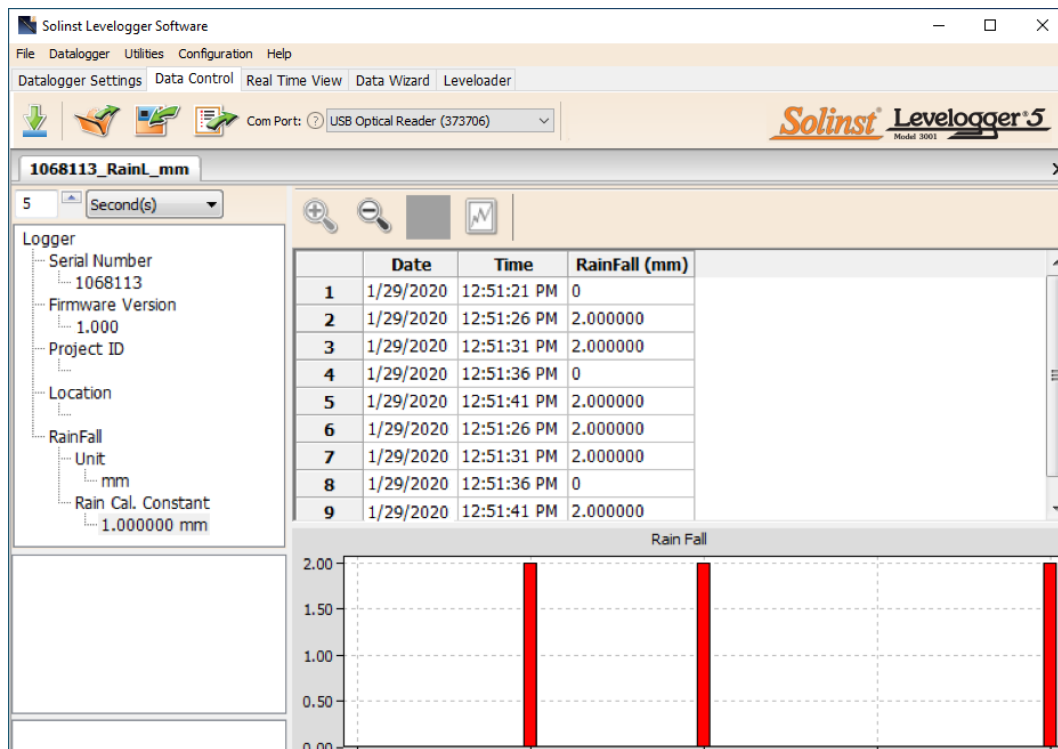 Solinst Levelogger Software
File Datalogger Utilities Configuration Help
Datalogger Settings Data Control Real Time View Data Wizard Leveloader
Com Port: ? USB Optical Reader (373706)
Solinst® Levelogger® 5
Model 3001
1068113_RainL_mm
5 Second(s)
Logger
Serial Number
1068113
Firmware Version
1.000
Project ID
Location
RainFall
Unit
mm
Rain Cal. Constant
1.000000 mm
Date Time RainFall (mm)
1 1/29/2020 12:51:21 PM 0
2 1/29/2020 12:51:26 PM 2.000000
3 1/29/2020 12:51:31 PM 2.000000
4 1/29/2020 12:51:36 PM 0
5 1/29/2020 12:51:41 PM 2.000000
6 1/29/2020 12:51:26 PM 2.000000
7 1/29/2020 12:51:31 PM 2.000000
8 1/29/2020 12:51:36 PM 0
9 1/29/2020 12:51:41 PM 2.000000
Rain Fall
2.00
1.50
1.00
0.50
0.00